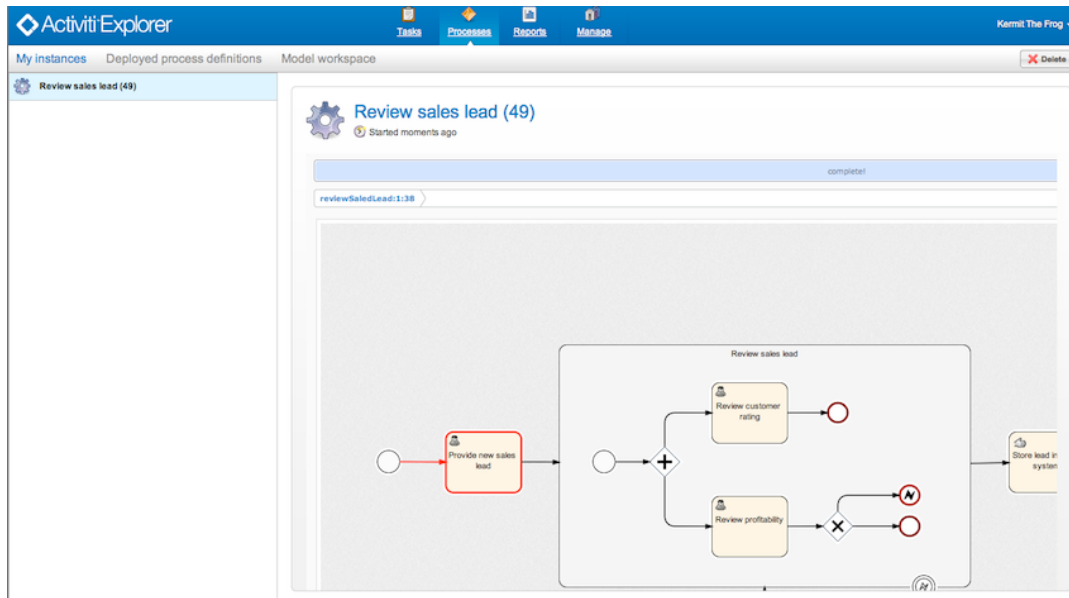 Activiti Explorer
Tasks
Processes
Reports
Manage
Kermit The Frog
My instances
Deployed process definitions
Model workspace
Delete
Review sales lead (49)
Review sales lead (49)
Started moments ago
complete!
reviewSaledLead:1:38
Review sales lead
Review customer
rating
Provide new sales
lead
Store lead in
system
Review profitability